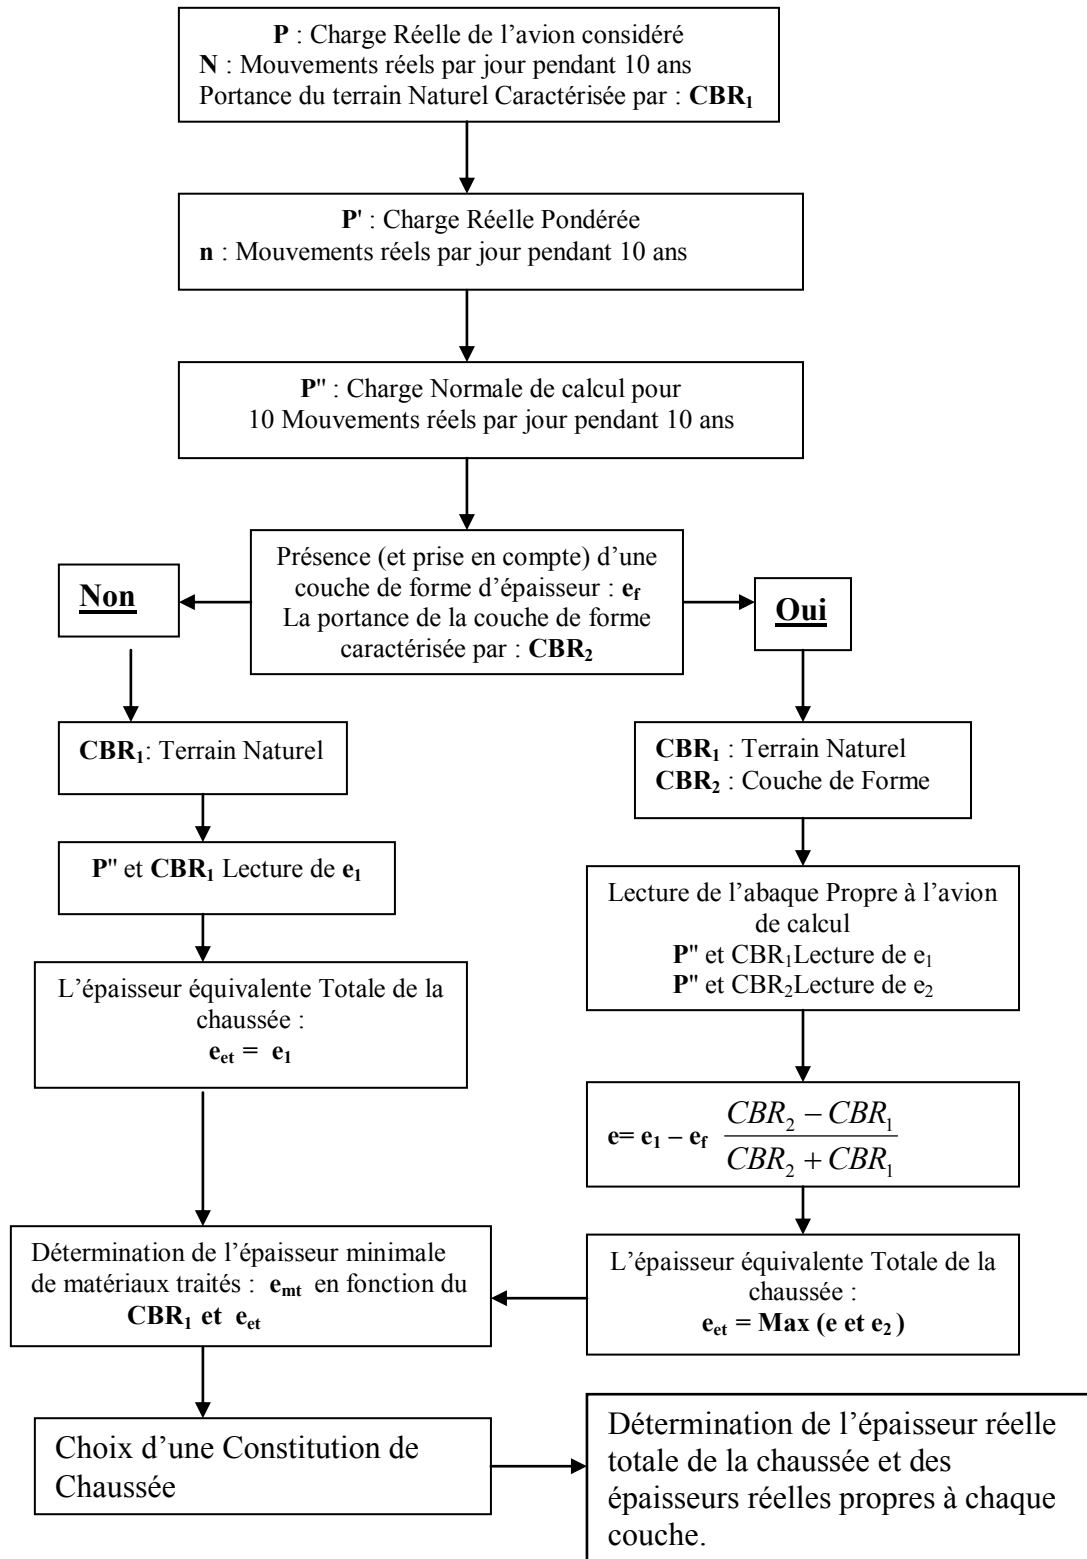 P : Charge Réelle de l’avion considéré
N : Mouvements réels par jour pendant 10 ans
Portance du terrain Naturel Caractérisée par : CBR₁
P' : Charge Réelle Pondérée
n : Mouvements réels par jour pendant 10 ans
P" : Charge Normale de calcul pour
10 Mouvements réels par jour pendant 10 ans
Présence (et prise en compte) d’une
couche de forme d’épaisseur : e_f
La portance de la couche de forme
caractérisée par : CBR₂
Non
Oui
CBR₁: Terrain Naturel
P" et CBR₁ Lecture de e₁
L’épaisseur équivalente Totale de la
chaussée :
e_et = e₁
CBR₁ : Terrain Naturel
CBR₂ : Couche de Forme
Lecture de l’abaque Propre à l’avion
de calcul
P" et CBR₁Lecture de e₁
P" et CBR₂Lecture de e₂
e= e₁ – e_f (CBR₂ − CBR₁)/(CBR₂ + CBR₁)
L’épaisseur équivalente Totale de la
chaussée :
e_et = Max (e et e₂ )
Détermination de l’épaisseur minimale
de matériaux traités : e_mt en fonction du
CBR₁ et e_et
Choix d’une Constitution de
Chaussée
Détermination de l’épaisseur réelle
totale de la chaussée et des
épaisseurs réelles propres à chaque
couche.